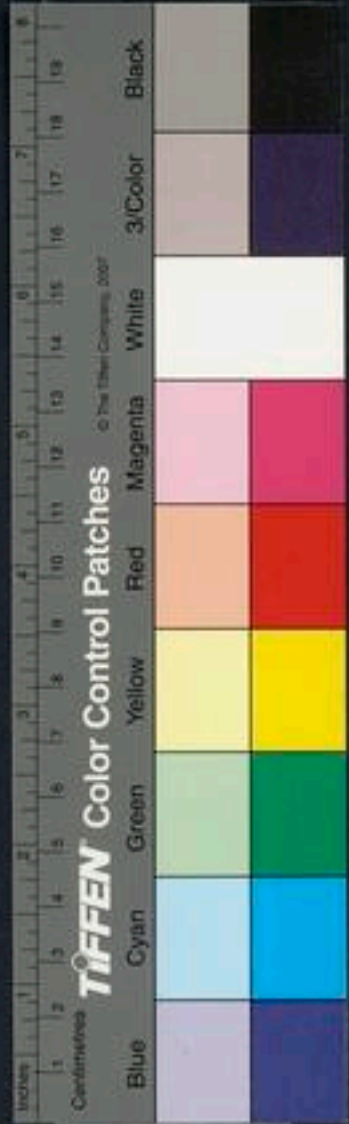 Inches 1 2 3 4 5 6 7 8
1 2 3 4 5 6 7 8 9 10 11 12 13 14 15 16 17 18 19
Centimetres
TIFFEN Color Control Patches © The Tiffen Company, 2007
Blue Cyan Green Yellow Red Magenta White 3/Color Black